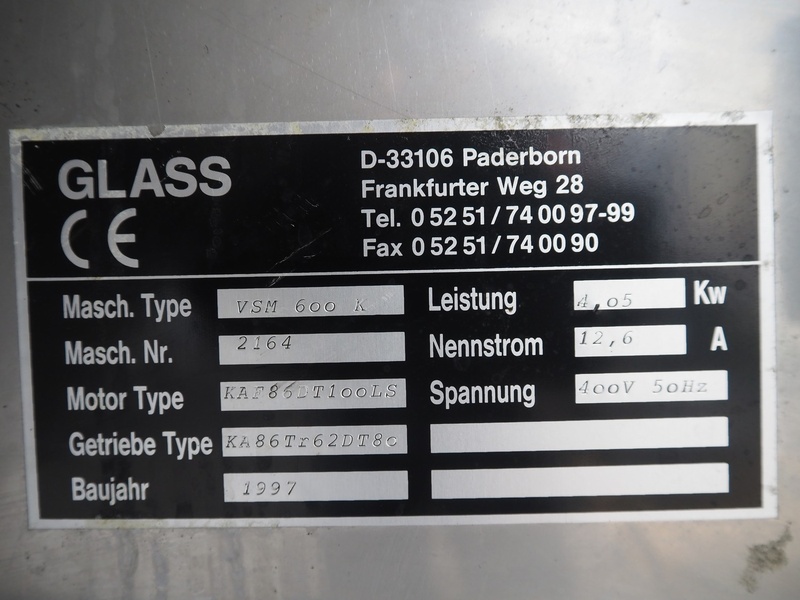 GLASS
CE
D-33106 Paderborn
Frankfurter Weg 28
Tel. 0 52 51 / 74 00 97-99
Fax 0 52 51 / 74 00 90
Masch. Type VSM 600 K
Masch. Nr. 2164
Motor Type KAF86DT100LS
Getriebe Type KA86Tr62DT80
Baujahr 1997
Leistung 4,05 Kw
Nennstrom 12,6 A
Spannung 400V 50Hz